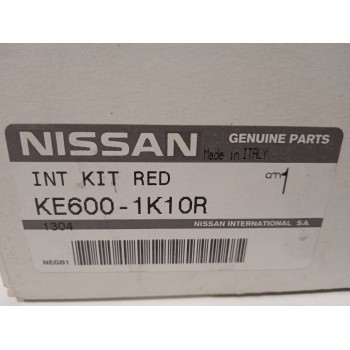 NISSAN GENUINE PARTS
Made in ITALY
INT KIT RED QTY 1
KE600-1K10R
1304 NISSAN INTERNATIONAL S.A.
NEGB1